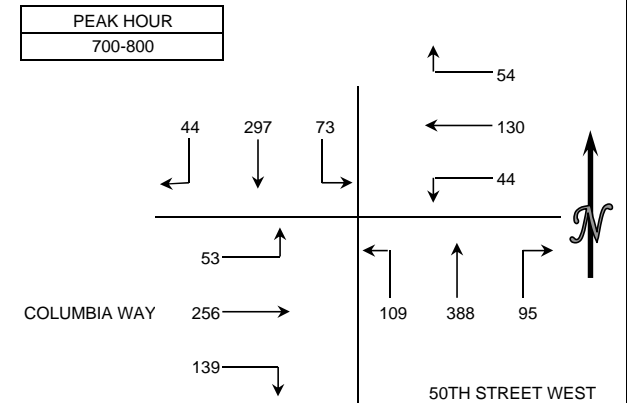 PEAK HOUR
700-800
54
44 297 73
130
44
53
N
COLUMBIA WAY 256
109 388 95
139
50TH STREET WEST